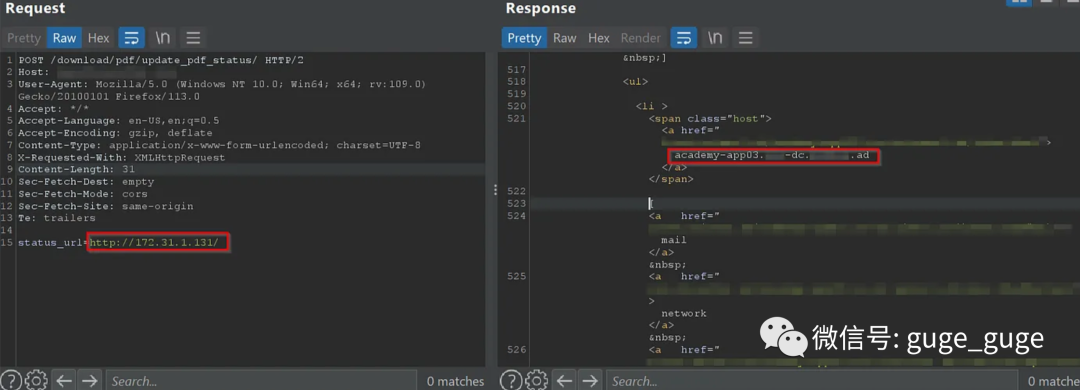 Request
Pretty Raw Hex \n
1 POST /download/pdf/update_pdf_status/ HTTP/2
2 Host:
3 User-Agent: Mozilla/5.0 (Windows NT 10.0; Win64; x64; rv:109.0)
Gecko/20100101 Firefox/113.0
4 Accept: */*
5 Accept-Language: en-US,en;q=0.5
6 Accept-Encoding: gzip, deflate
7 Content-Type: application/x-www-form-urlencoded; charset=UTF-8
8 X-Requested-With: XMLHttpRequest
9 Content-Length: 31
10 Sec-Fetch-Dest: empty
11 Sec-Fetch-Mode: cors
12 Sec-Fetch-Site: same-origin
13 Te: trailers
14
15 status_url=http://172.31.1.131/
Search...
0 matches
Response
Pretty Raw Hex Render \n
&nbsp;]
517
518 <ul>
519
520 <li >
521 <span class="host">
<a href="
academy-app03. -dc. .ad
</a>
</span>
522
523
524 <a href="
mail
</a>
&nbsp;
525 <a href="
>
network
</a>
&nbsp;
526 <a href="
Search...
0 matches
微信号: guge_guge